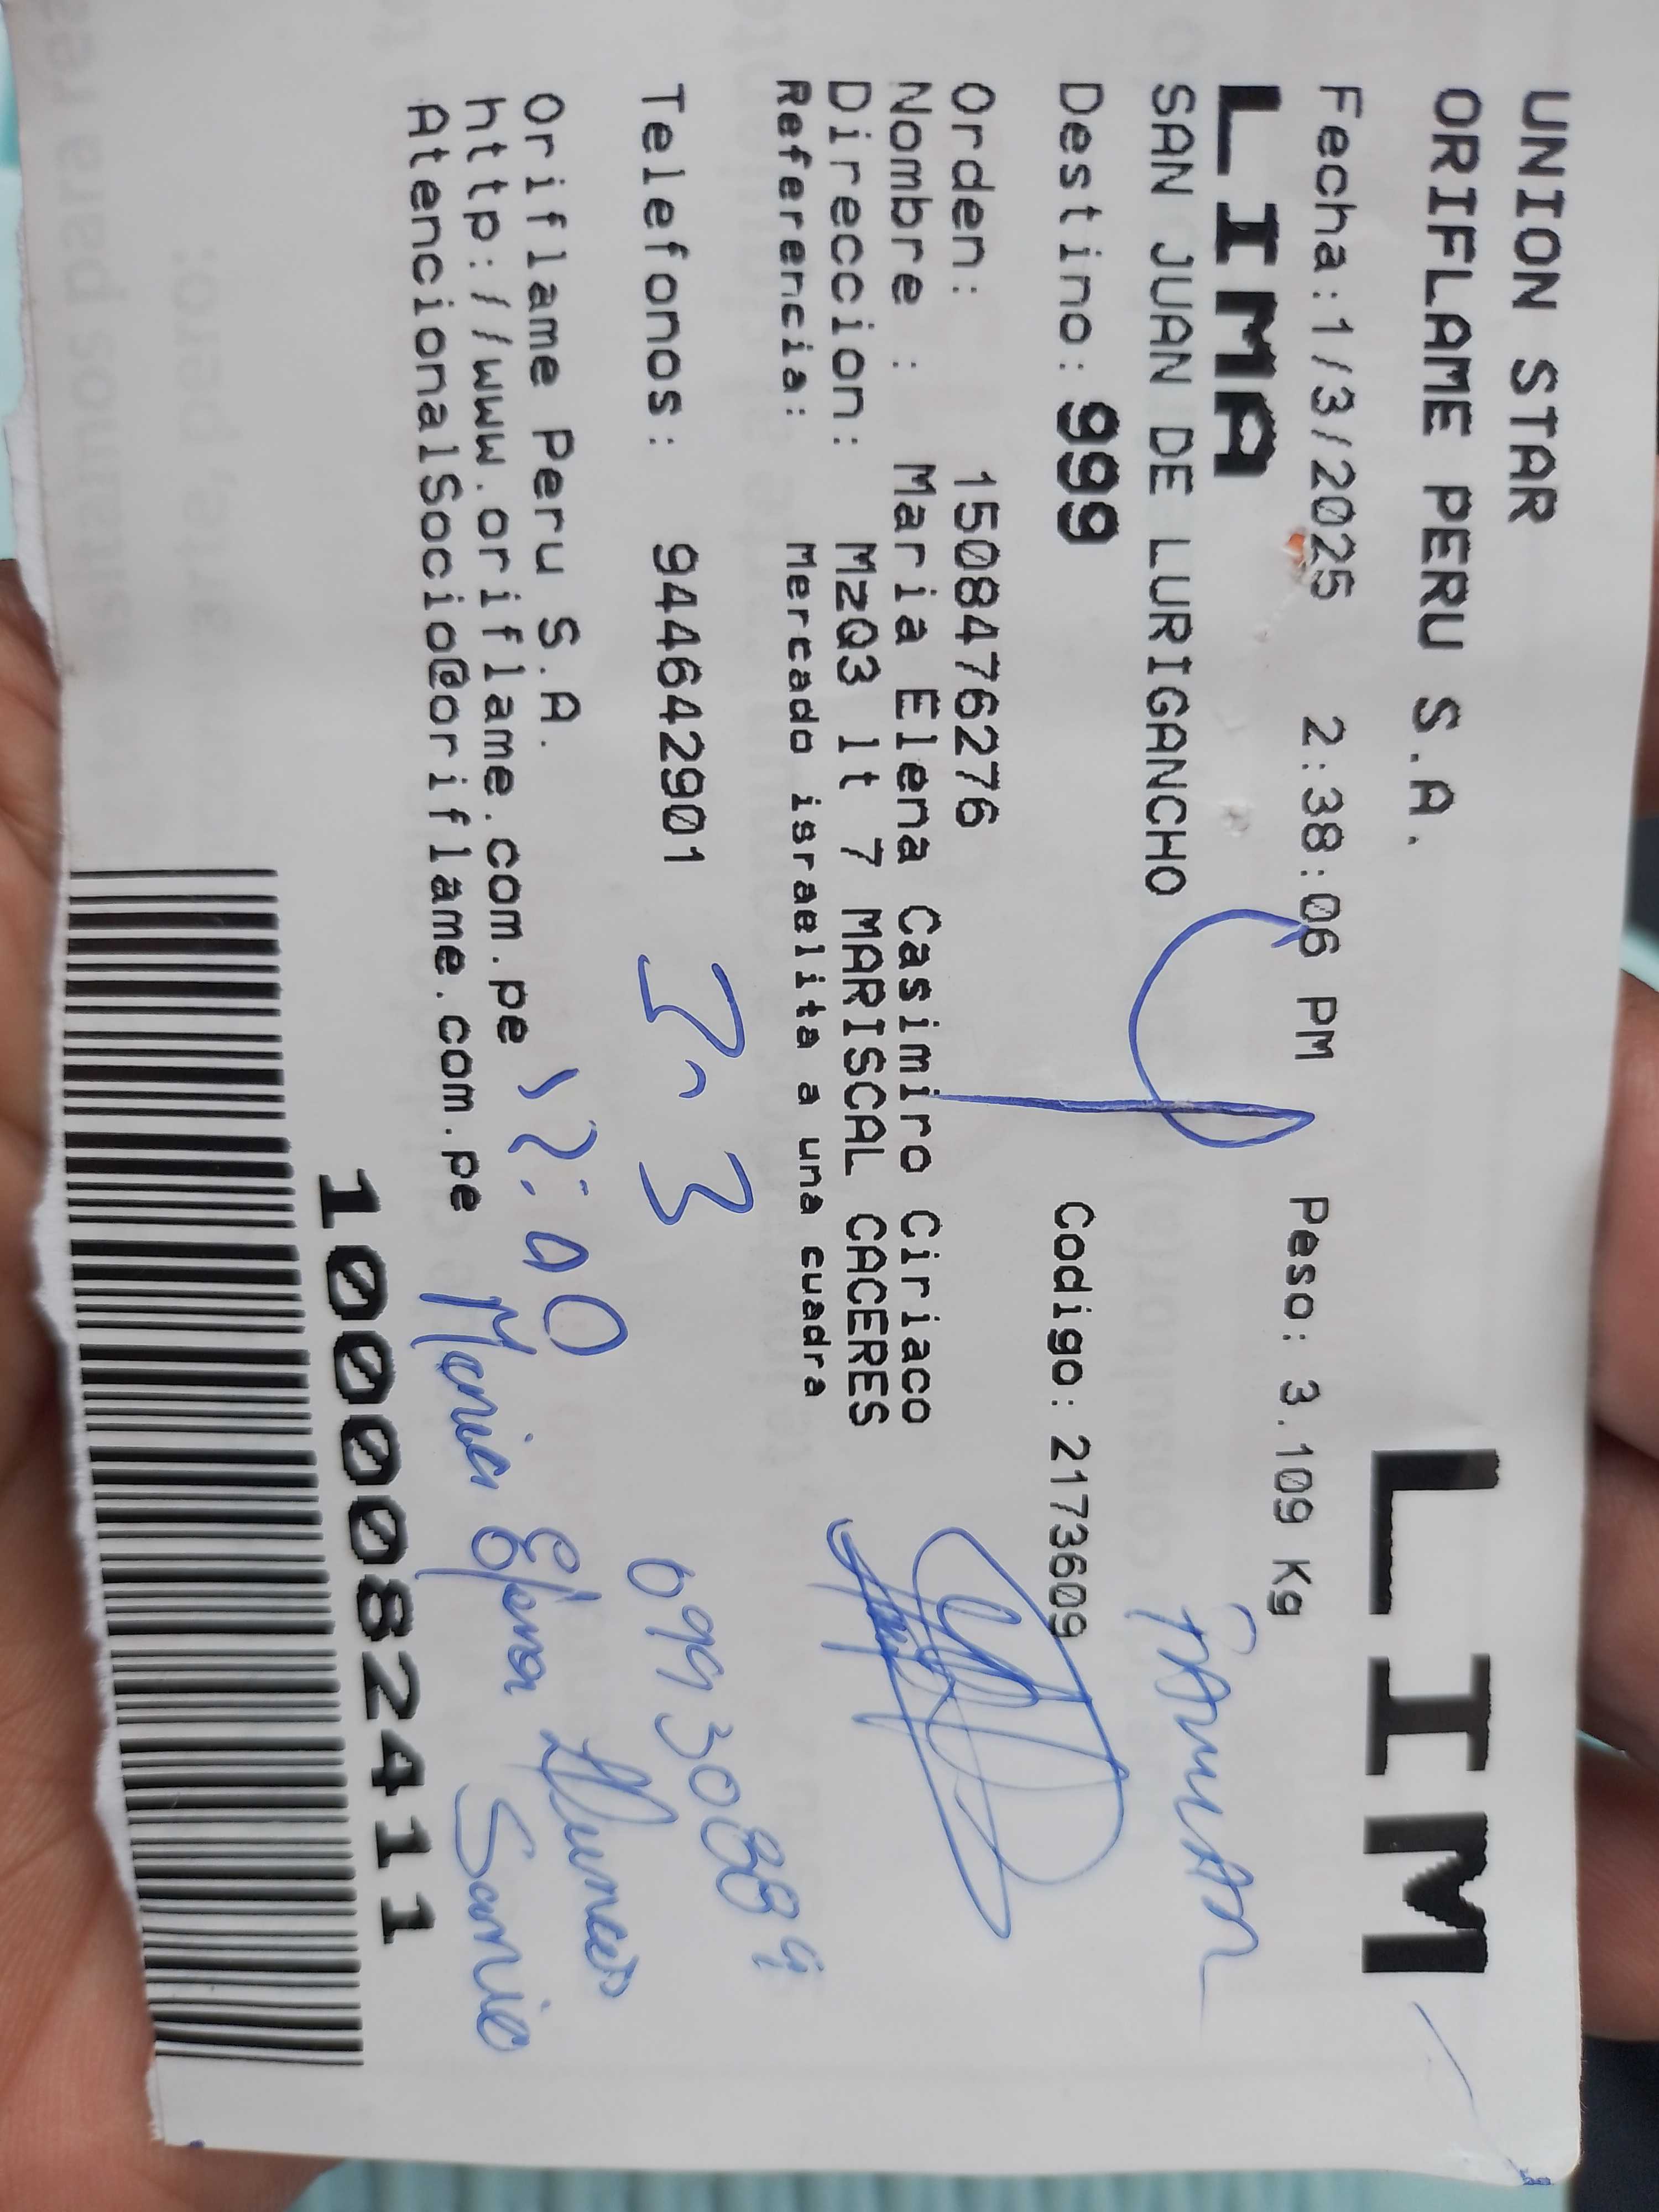 UNION STAR
ORIFLAME PERU S.A.
LIM
Fecha:1/3/2025 2:38:06 PM Peso: 3.109 Kg
LIMA
SAN JUAN DE LURIGANCHO
Destino: 999 Codigo: 2173609
Orden: 1508476276
Nombre : Maria Elena Casimiro Ciriaco
Direccion: MzQ3 lt 7 MARISCAL CACERES
Referencia: Mercado israelita a una cuadra
Telefonos: 944642901
Oriflame Peru S.A.
http://www.oriflame.com.pe
AtencionalSocio@oriflame.com.pe
12:00
Maria Elena
1000082411